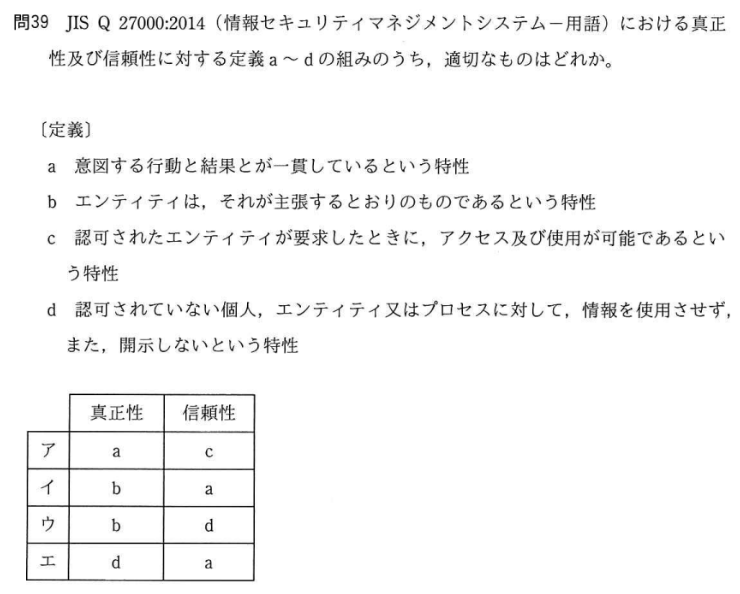 問39 JIS Q 27000:2014（情報セキュリティマネジメントシステム－用語）における真正
性及び信頼性に対する定義a～dの組みのうち，適切なものはどれか。
〔定義〕
a 意図する行動と結果とが一貫しているという特性
b エンティティは，それが主張するとおりのものであるという特性
c 認可されたエンティティが要求したときに，アクセス及び使用が可能であるとい
う特性
d 認可されていない個人，エンティティ又はプロセスに対して，情報を使用させず，
また，開示しないという特性
真正性 信頼性
ア a c
イ b a
ウ b d
エ d a